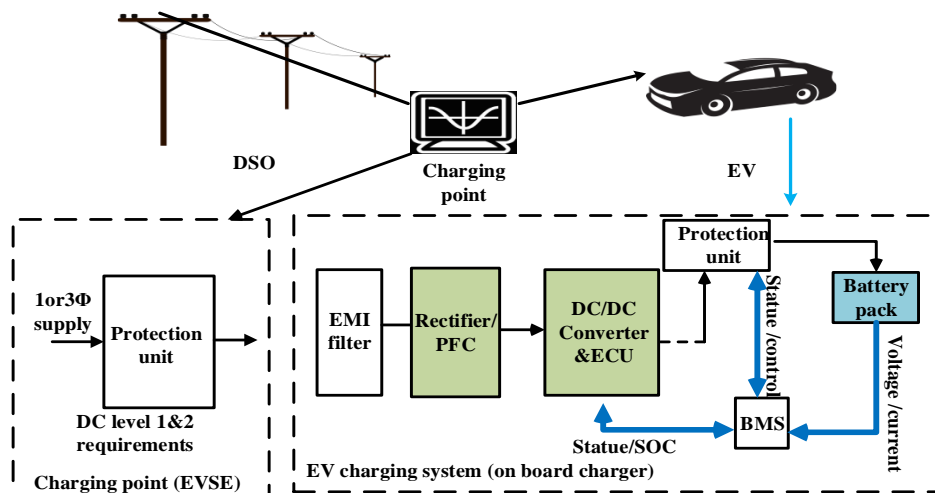 DSO
Charging
point
EV
1or3Φ
supply
Protection
unit
DC level 1&2
requirements
Charging point (EVSE)
EMI
filter
Rectifier/
PFC
DC/DC
Converter
&ECU
Protection
unit
Battery
pack
Statue /control
Voltage /current
BMS
Statue/SOC
EV charging system (on board charger)